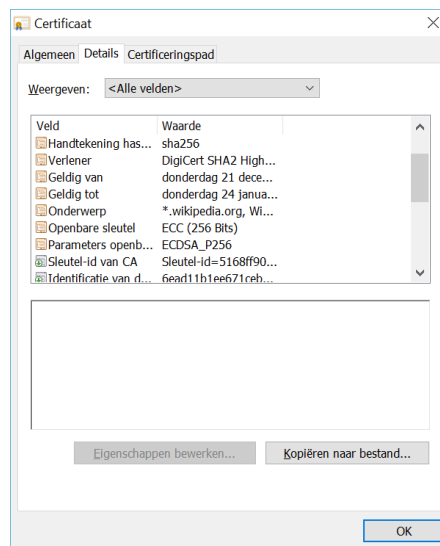 Certificaat
Algemeen Details Certificeringspad
Weergeven: <Alle velden>
Veld Waarde
Handtekening has... sha256
Verlener DigiCert SHA2 High...
Geldig van donderdag 21 dece...
Geldig tot donderdag 24 janua...
Onderwerp *.wikipedia.org, Wi...
Openbare sleutel ECC (256 Bits)
Parameters openb... ECDSA_P256
Sleutel-id van CA Sleutel-id=5168ff90...
Identificatie van d... 6ead11b1ee671ceb...
Eigenschappen bewerken... Kopiëren naar bestand...
OK